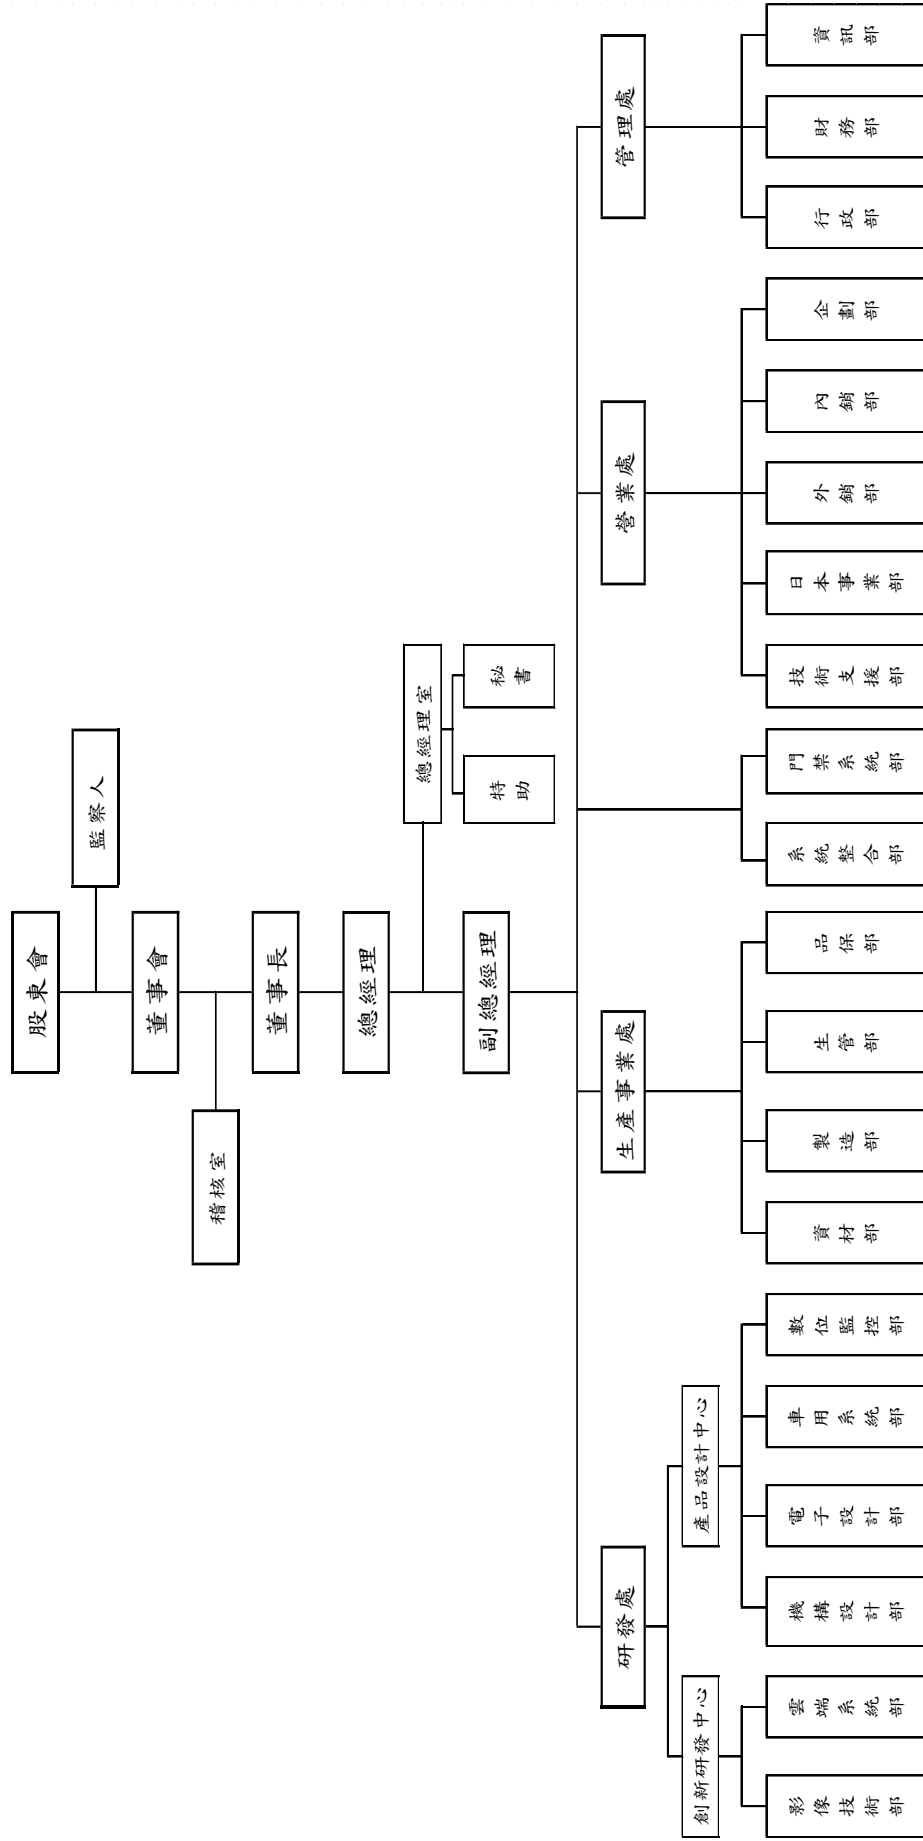 股東會
監察人
董事會
稽核室
董事長
總經理
總經理室
特助
秘書
副總經理
研發處
生產事業處
營業處
管理處
創新研發中心
產品設計中心
影像技術部
雲端系統部
機構設計部
電子設計部
車用系統部
數位監控部
資材部
製造部
生管部
品保部
系統整合部
門禁系統部
技術支援部
日本事業部
外銷部
內銷部
企劃部
行政部
財務部
資訊部